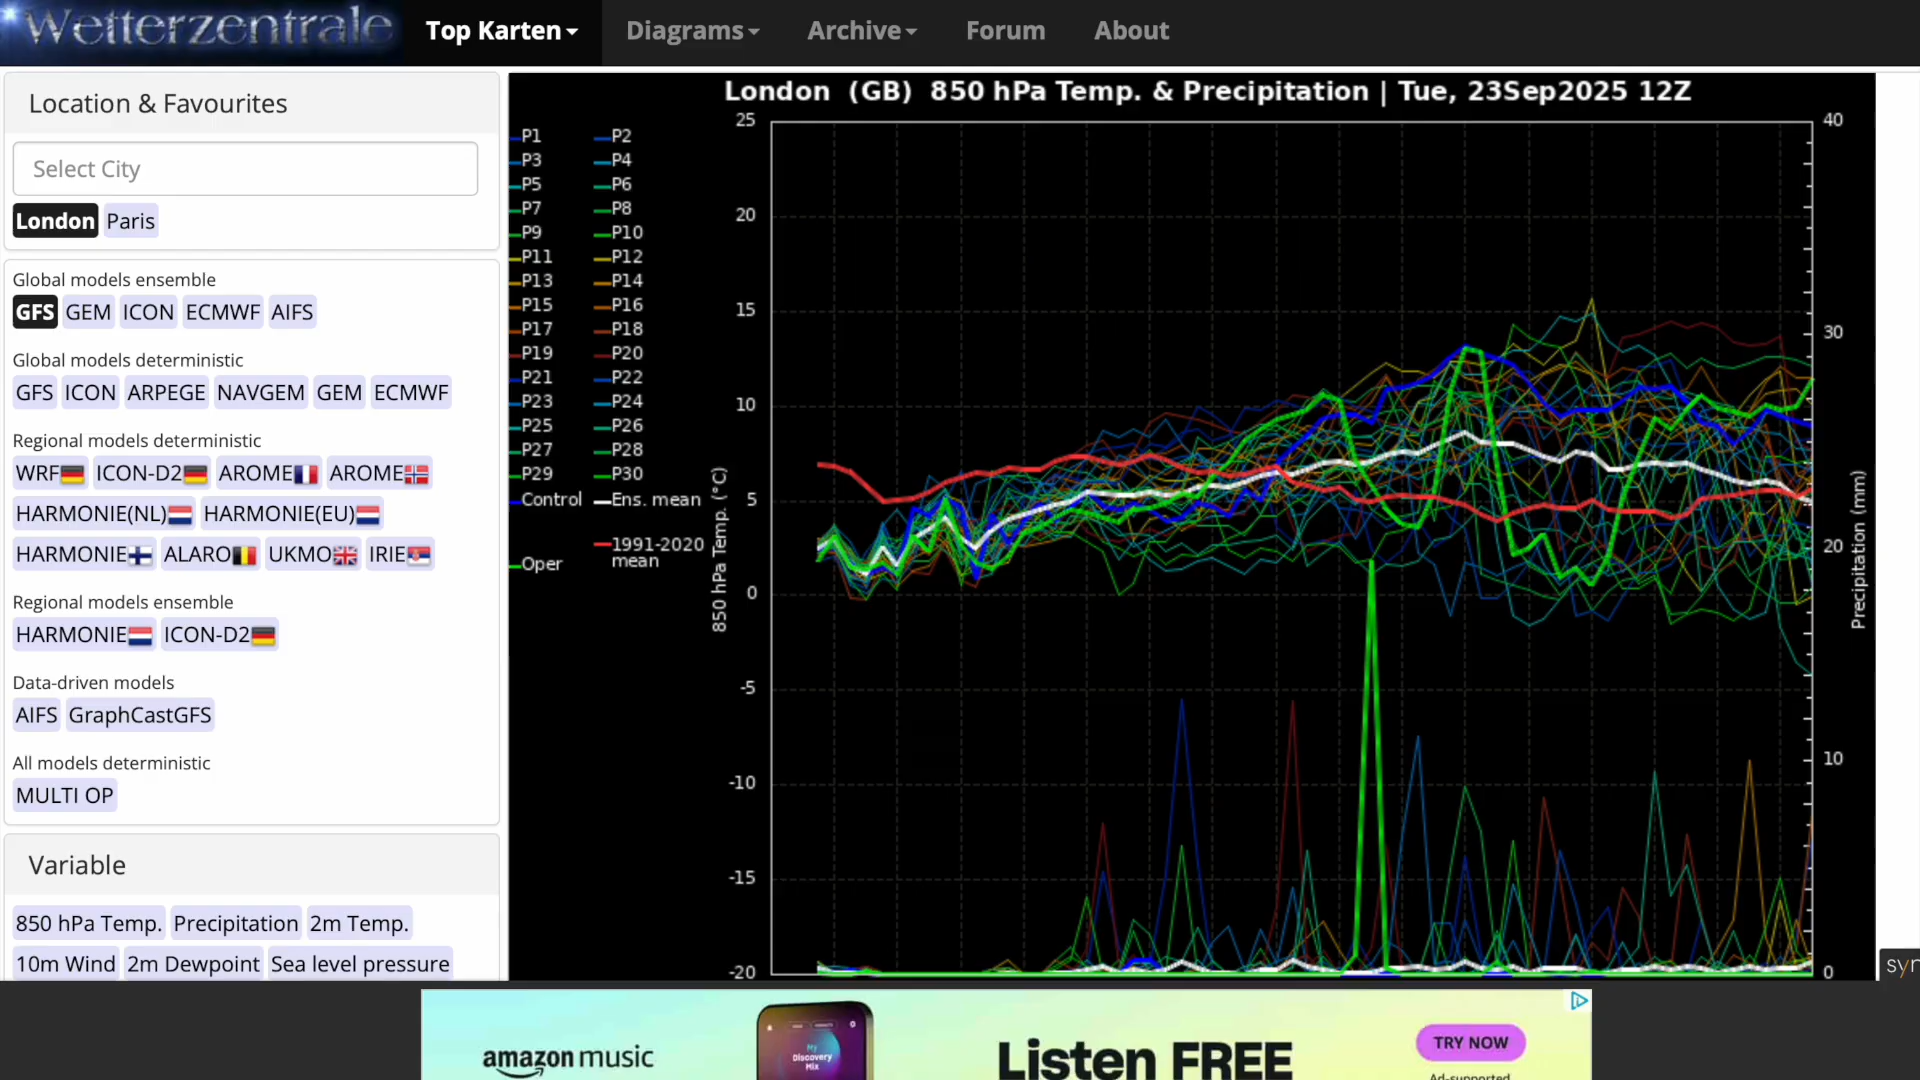 Wetterzentrale
Top Karten
Diagrams
Archive
Forum
About
Location & Favourites
Select City
London Paris
Global models ensemble
GFS GEM ICON ECMWF AIFS
Global models deterministic
GFS ICON ARPEGE NAVGEM GEM ECMWF
Regional models deterministic
WRF ICON-D2 AROME AROME
HARMONIE(NL) HARMONIE(EU)
HARMONIE ALARO UKMO IRIE
Regional models ensemble
HARMONIE ICON-D2
Data-driven models
AIFS GraphCastGFS
All models deterministic
MULTI OP
Variable
850 hPa Temp. Precipitation 2m Temp.
10m Wind 2m Dewpoint Sea level pressure
London (GB) 850 hPa Temp. & Precipitation | Tue, 23Sep2025 12Z
P1 P2
P3 P4
P5 P6
P7 P8
P9 P10
P11 P12
P13 P14
P15 P16
P17 P18
P19 P20
P21 P22
P23 P24
P25 P26
P27 P28
P29 P30
Control Ens. mean
Oper 1991-2020
mean
850 hPa Temp. (°C)
25
20
15
10
5
0
-5
-10
-15
-20
40
30
20
10
0
Precipitation (mm)
syn
amazon music
My
Discovery
Mix
Listen FREE
TRY NOW
Ad-supported